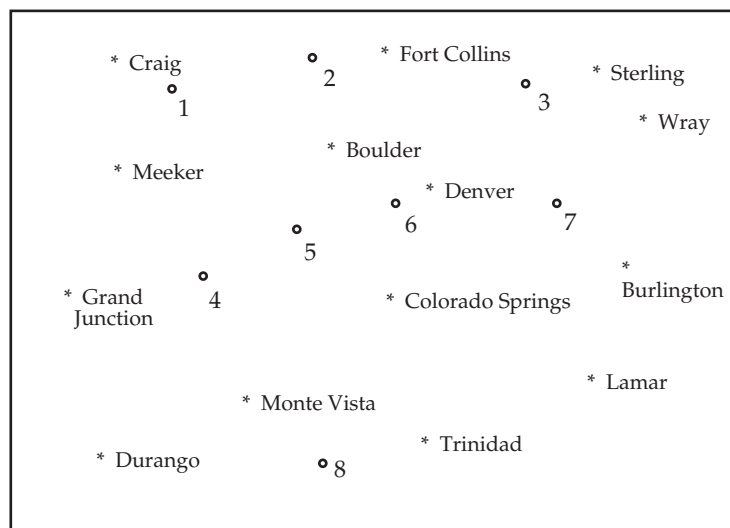 * Craig
1
2
* Fort Collins
3
* Sterling
* Wray
* Boulder
* Meeker
* Denver
6
7
5
4
* Grand
Junction
* Colorado Springs
*
Burlington
* Lamar
* Monte Vista
* Trinidad
* Durango
8